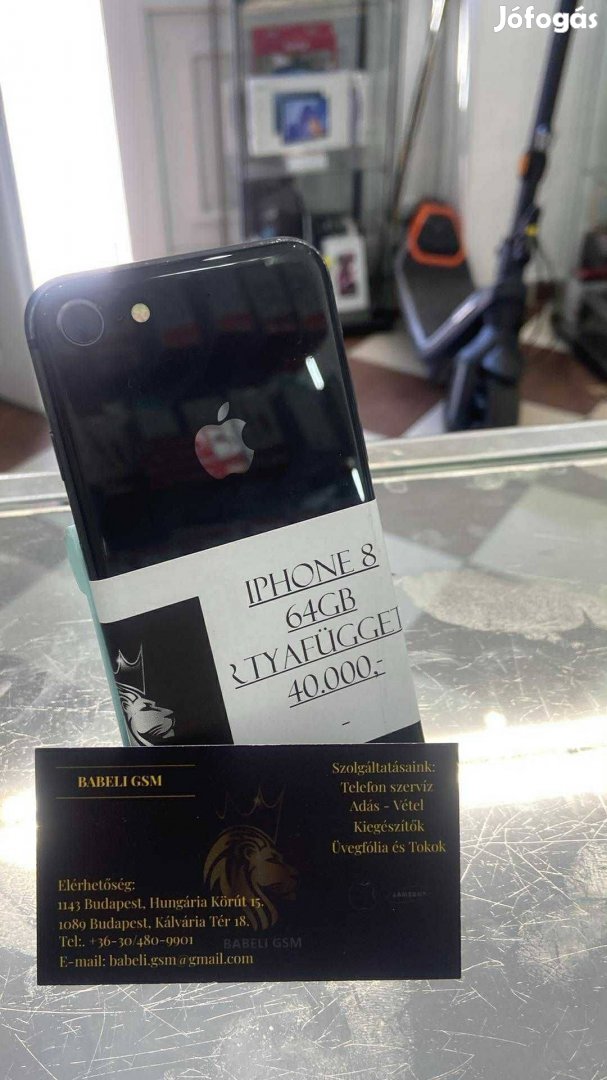 Jófogás
IPHONE 8
64GB
RTYAFÜGGET
40.000,-
-
BABELI GSM
Szolgáltatásaink:
Telefon szervíz
Adás - Vétel
Kiegészítők
Üvegfólia és Tokok
Elérhetőség:
1143 Budapest, Hungária Körút 15.
1089 Budapest, Kálvária Tér 18.
Tel:. +36-30/480-9901
E-mail: babeli.gsm@gmail.com
BABELI GSM
SAMSUNG